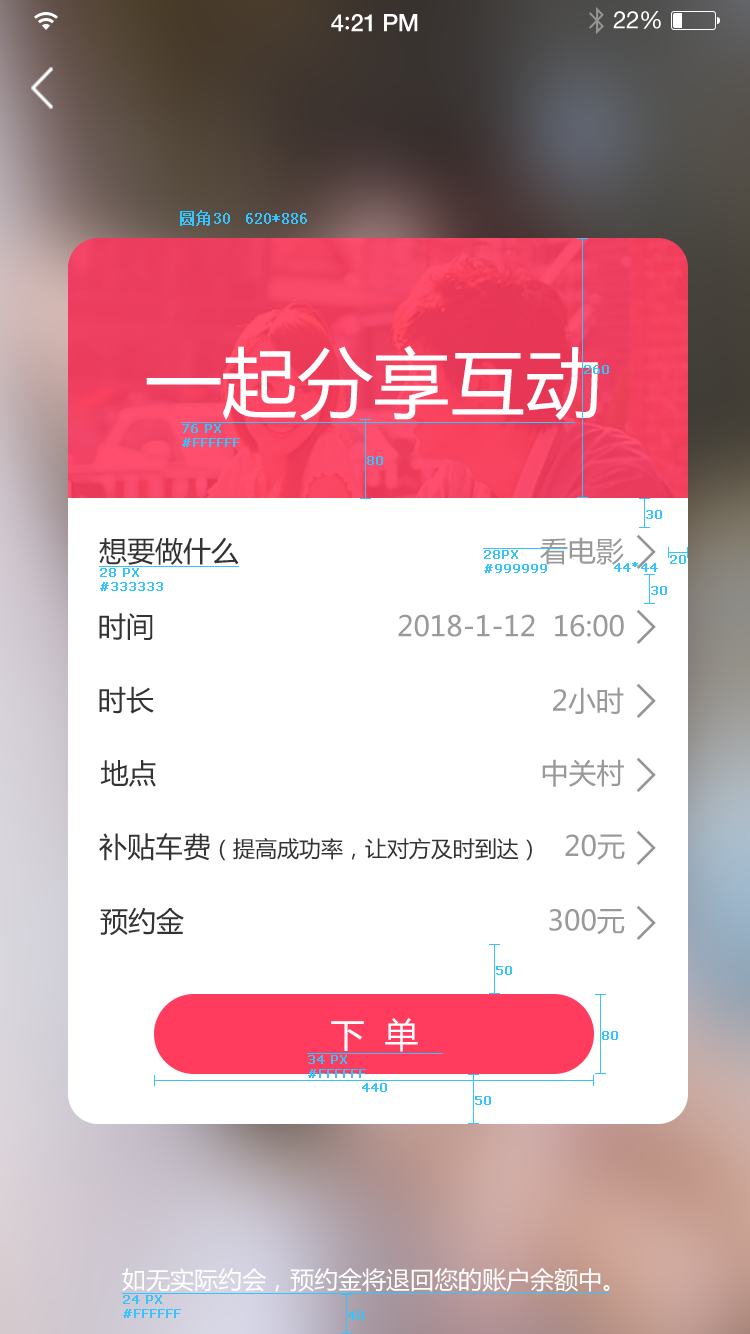 4:21 PM 22%
圆角30 620*886
一起分享互动
260
76 PX
#FFFFFF
80
30
想要做什么 看电影
28PX
#999999
44*44
20
28 PX
#333333
30
时间 2018-1-12 16:00
时长 2小时
地点 中关村
补贴车费（提高成功率，让对方及时到达） 20元
预约金 300元
50
下 单
80
34 PX
#FFFFFF
440
50
如无实际约会，预约金将退回您的账户余额中。
24 PX
#FFFFFF
40